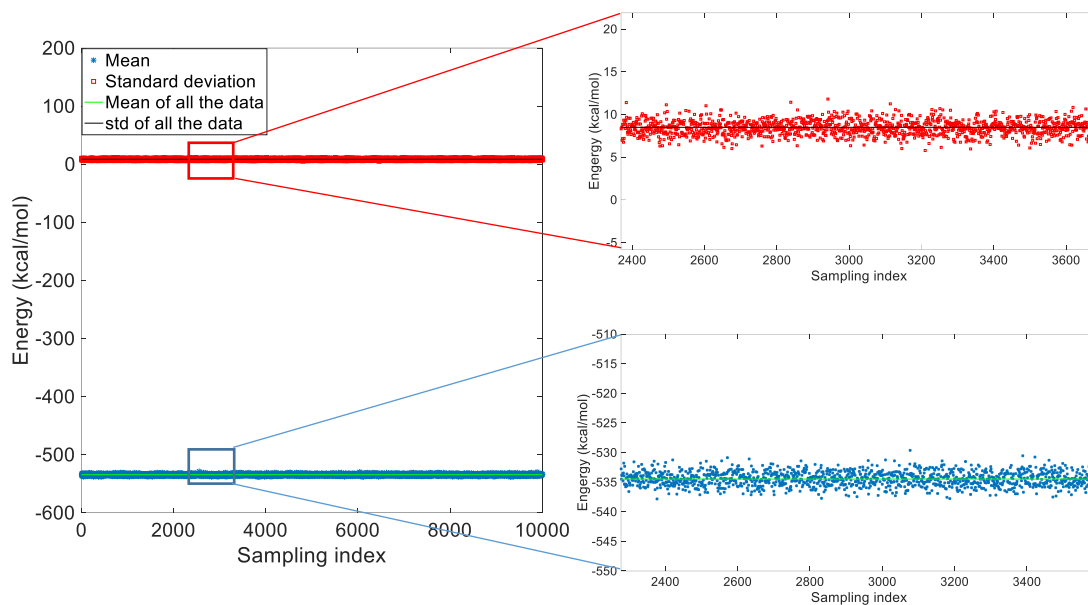 200
100
0
-100
-200
-300
-400
-500
-600
Energy (kcal/mol)
Mean
Standard deviation
Mean of all the data
std of all the data
0 2000 4000 6000 8000 10000
Sampling index
20
15
10
5
0
-5
Engergy (kcal/mol)
2400 2600 2800 3000 3200 3400 3600
Sampling index
-510
-515
-520
-525
-530
-535
-540
-545
-550
Engergy (kcal/mol)
2400 2600 2800 3000 3200 3400
Sampling index